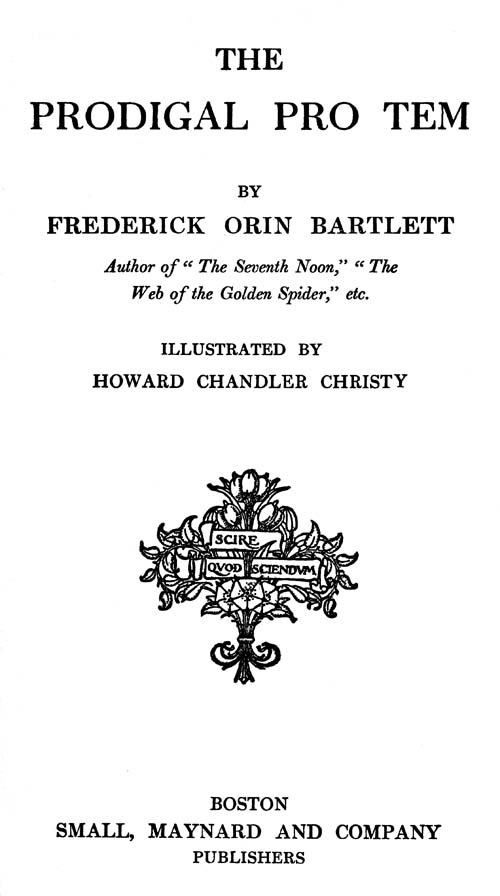 THE
PRODIGAL PRO TEM
BY
FREDERICK ORIN BARTLETT
Author of “ The Seventh Noon,” “ The
Web of the Golden Spider,” etc.
ILLUSTRATED BY
HOWARD CHANDLER CHRISTY
SCIRE
QVOD SCIENDVM
BOSTON
SMALL, MAYNARD AND COMPANY
PUBLISHERS